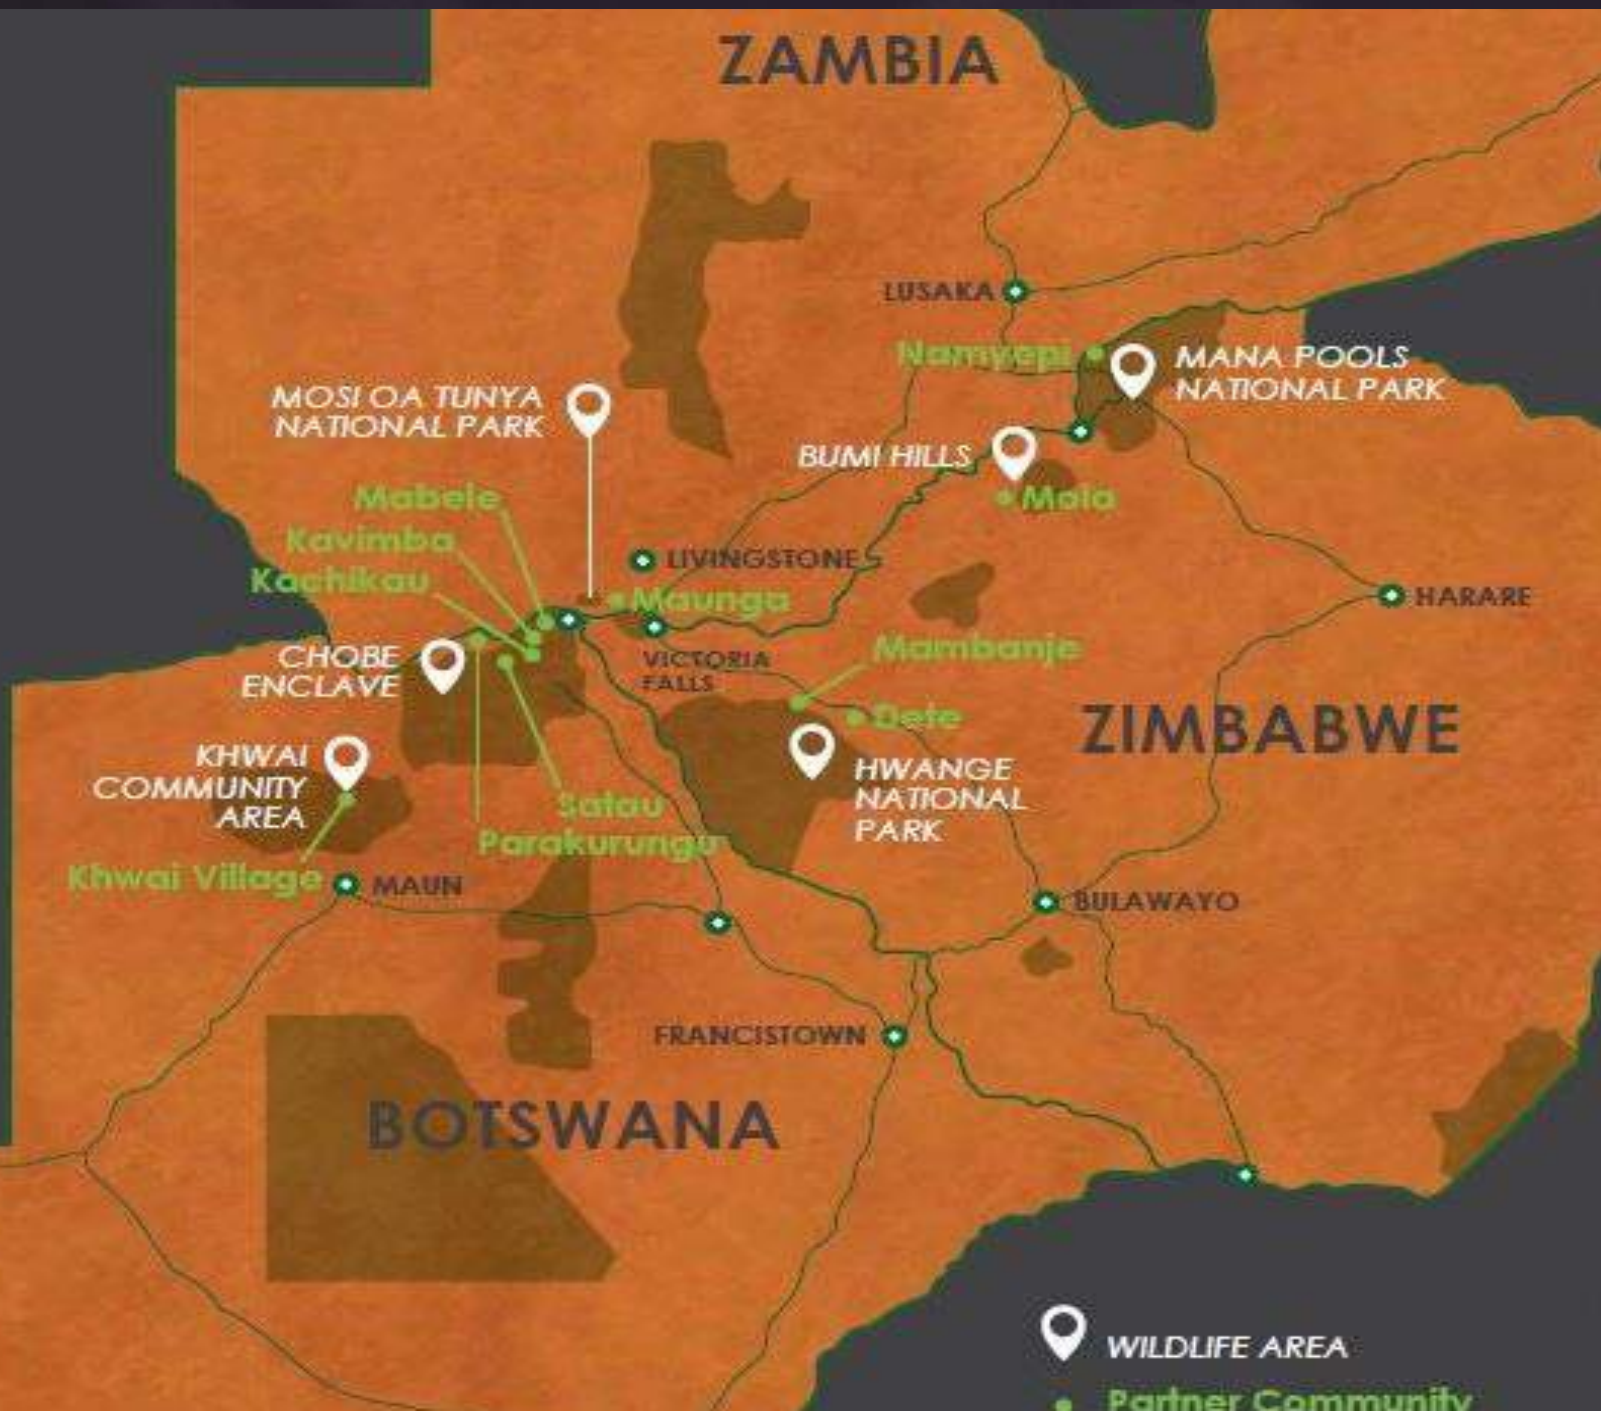 ZAMBIA
LUSAKA
Namyepi
MANA POOLS
NATIONAL PARK
MOSI OA TUNYA
NATIONAL PARK
BUMI HILLS
Mola
Mabele
Kavimba
Kachikau
LIVINGSTONE
Maunga
HARARE
CHOBE
ENCLAVE
VICTORIA
FALLS
Mambanje
Dete
ZIMBABWE
KHWAI
COMMUNITY
AREA
HWANGE
NATIONAL
PARK
Satau
Parakurungu
Khwai Village
MAUN
BULAWAYO
FRANCISTOWN
BOTSWANA
WILDLIFE AREA
Partner Community